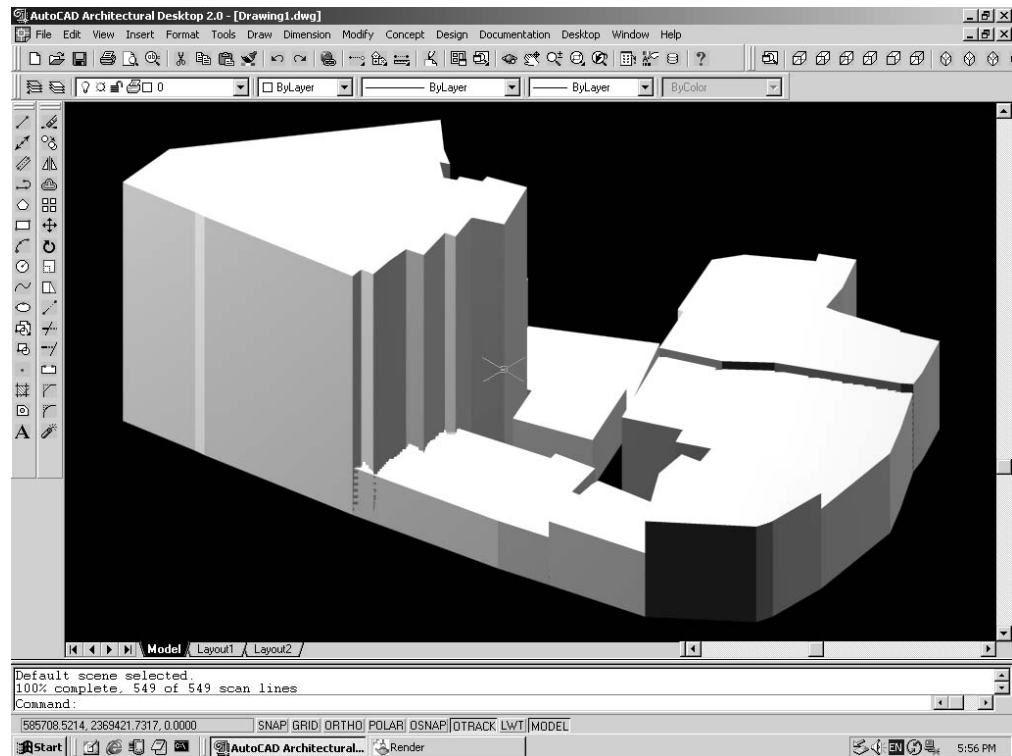 AutoCAD Architectural Desktop 2.0 - [Drawing1.dwg]
File Edit View Insert Format Tools Draw Dimension Modify Concept Design Documentation Desktop Window Help
0 ByLayer ByLayer ByLayer ByColor
Model Layout1 Layout2
Default scene selected.
100% complete, 549 of 549 scan lines
Command:
585708.5214, 2369421.7317, 0.0000 SNAP GRID ORTHO POLAR OSNAP OTRACK LWT MODEL
Start AutoCAD Architectural... Render EN 5:56 PM